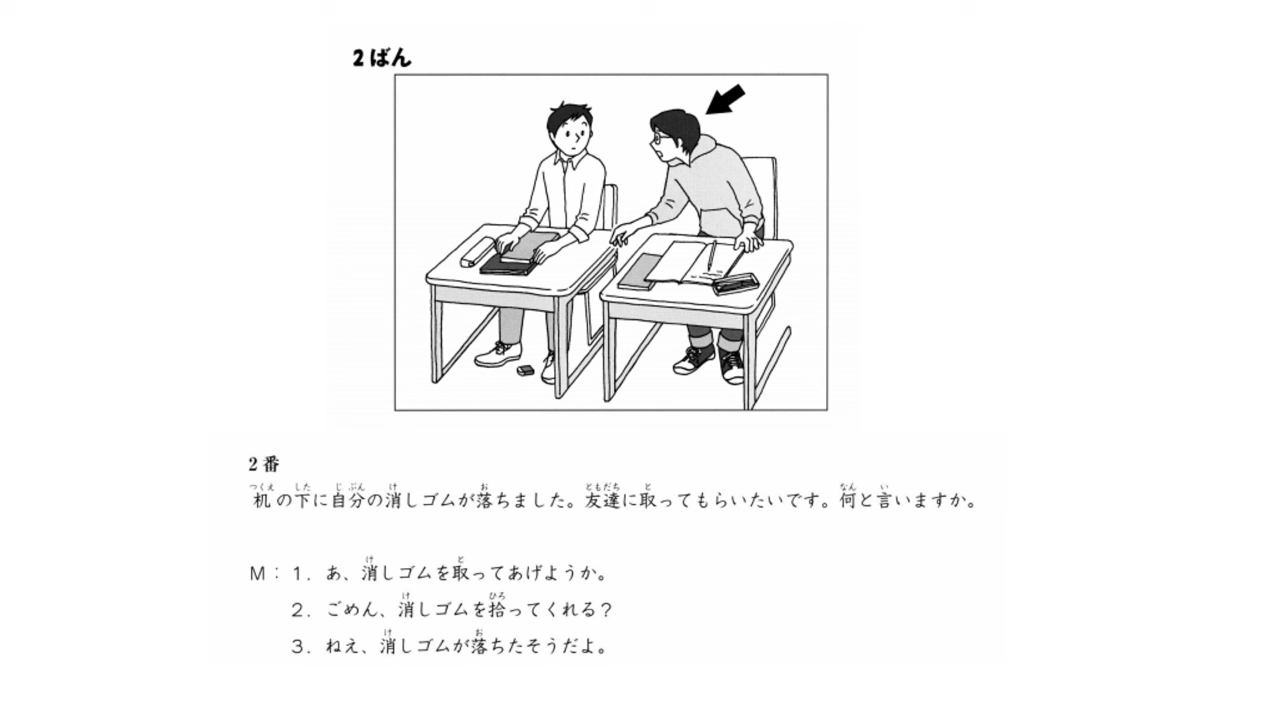 2ばん
2番
机の下に自分の消しゴムが落ちました。友達に取ってもらいたいです。何と言いますか。
M：1．あ、消しゴムを取ってあげようか。
2．ごめん、消しゴムを拾ってくれる？
3．ねえ、消しゴムが落ちたそうだよ。